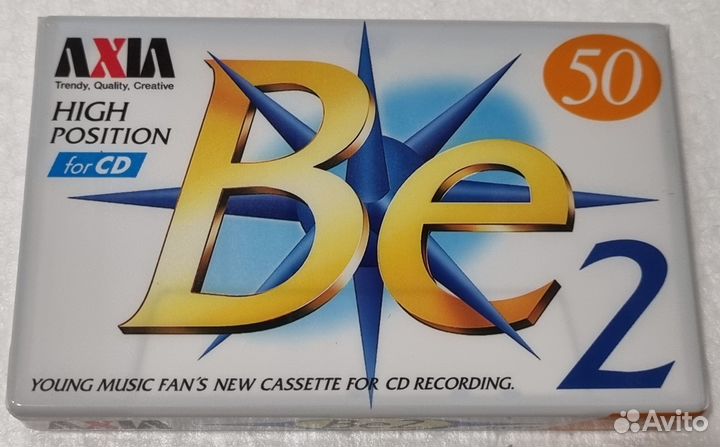 AXIA
Trendy, Quality, Creative
HIGH
POSITION
for CD
50
Be
2
YOUNG MUSIC FAN'S NEW CASSETTE FOR CD RECORDING.
AXIA
Avito